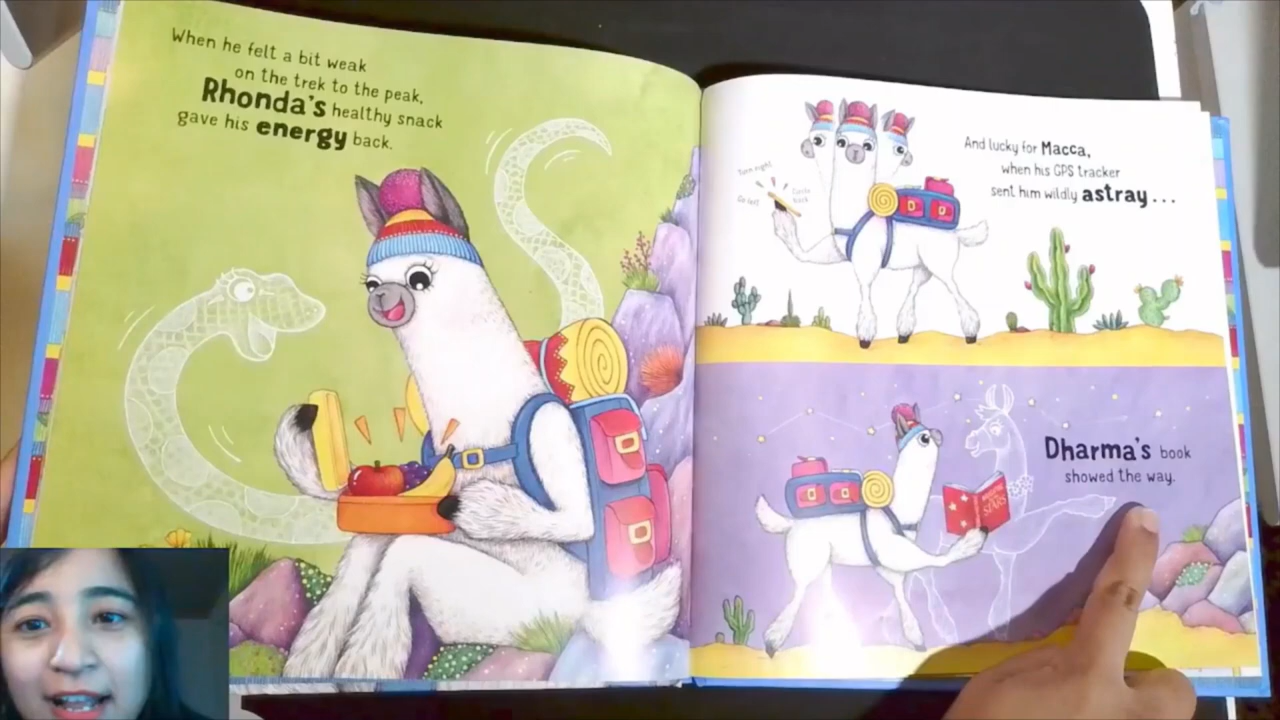 When he felt a bit weak
on the trek to the peak,
Rhonda's healthy snack
gave his energy back.
And lucky for Macca,
when his GPS tracker
sent him wildly astray...
Turn right
Go left
Circle
back
Dharma's book
showed the way.
STARS